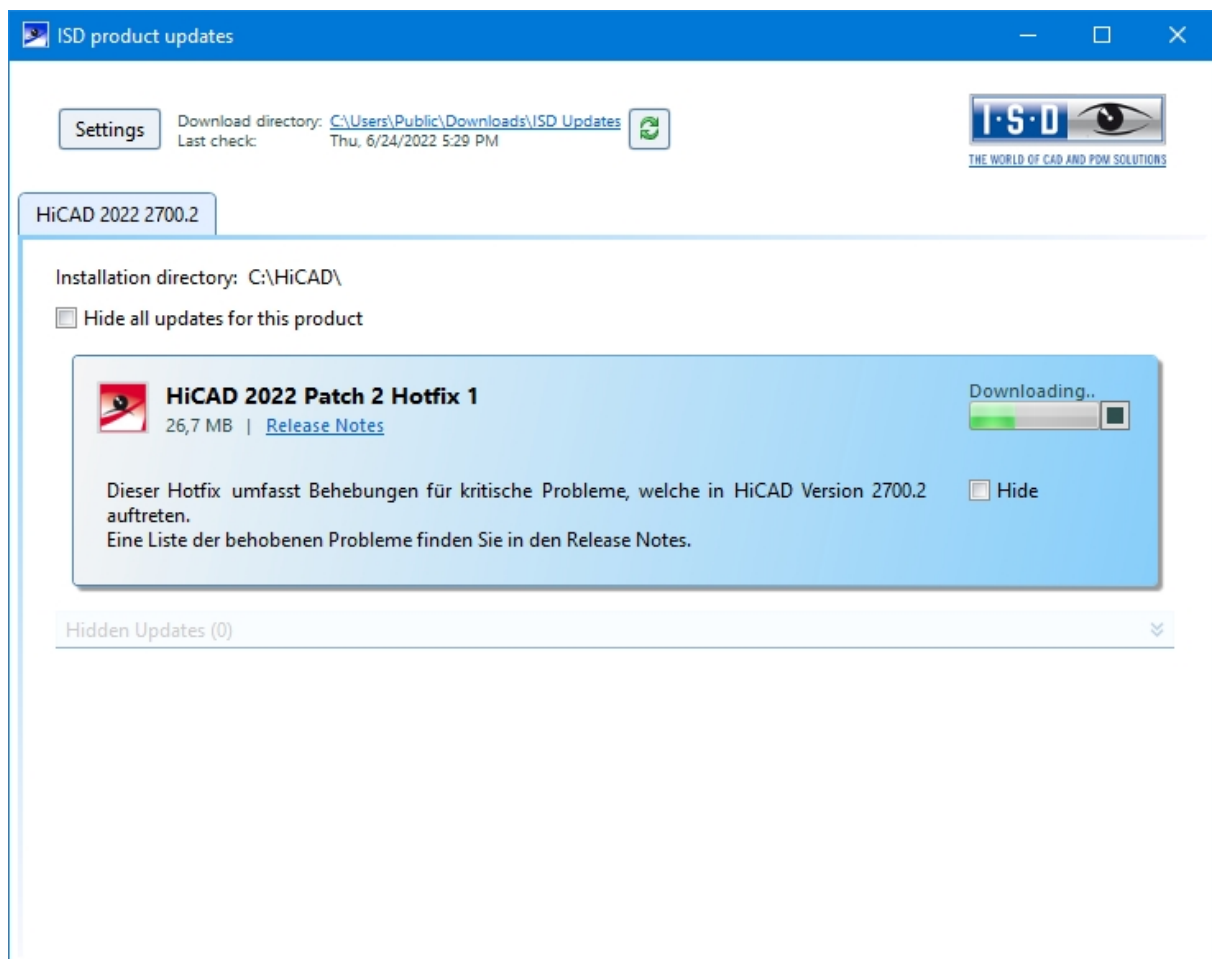 ISD product updates
Settings
Download directory: C:\Users\Public\Downloads\ISD Updates
Last check: Thu, 6/24/2022 5:29 PM
I·S·D
THE WORLD OF CAD AND PDM SOLUTIONS
HiCAD 2022 2700.2
Installation directory: C:\HiCAD\
Hide all updates for this product
HiCAD 2022 Patch 2 Hotfix 1
26,7 MB | Release Notes
Downloading..
Dieser Hotfix umfasst Behebungen für kritische Probleme, welche in HiCAD Version 2700.2
auftreten.
Eine Liste der behobenen Probleme finden Sie in den Release Notes.
Hide
Hidden Updates (0)